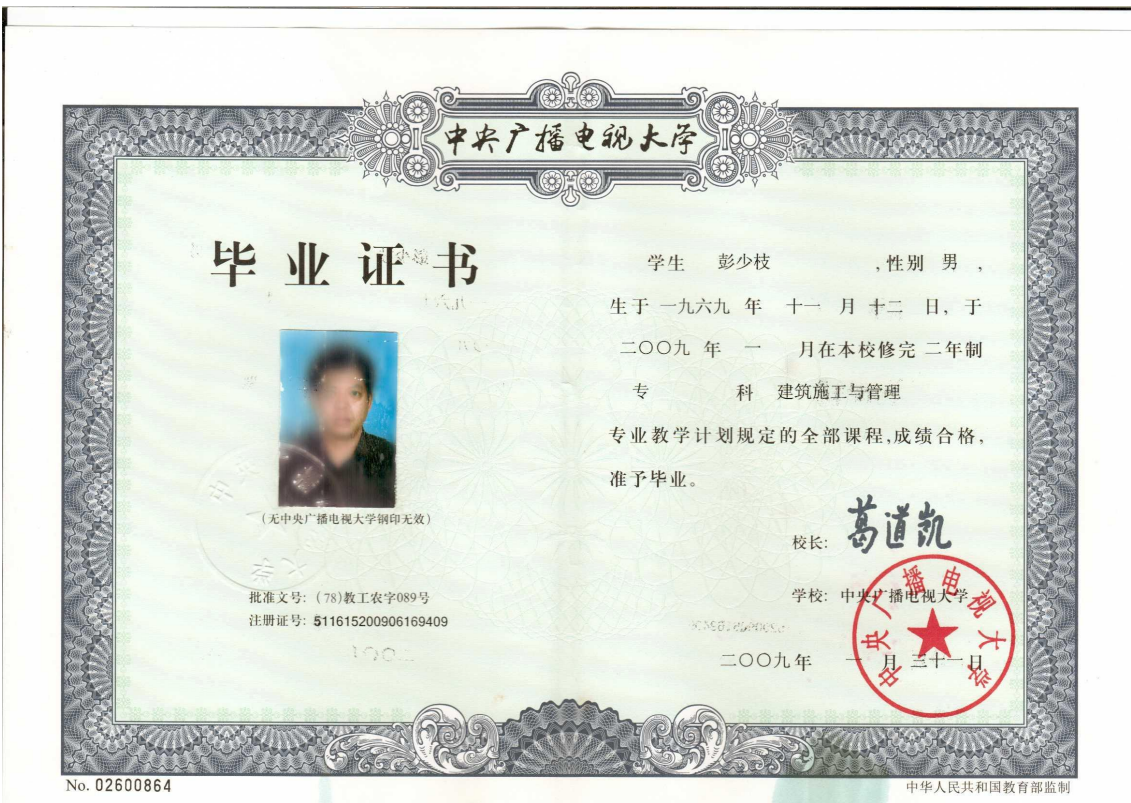 中央广播电视大学
毕业证书
(无中央广播电视大学钢印无效)
批准文号: (78)教工农字089号
注册证号: 511615200906169409
学生 彭少枝 ,性别 男 ,
生于 一九六九 年 十一 月 十二 日, 于
二〇〇九 年 一 月在本校修完 二年制
专 科 建筑施工与管理
专业教学计划规定的全部课程,成绩合格,
准予毕业。
校长: 葛道凯
学校: 中央广播电视大学
二〇〇九年 一 月 三十一日
中央广播电视大学
No. 02600864
中华人民共和国教育部监制